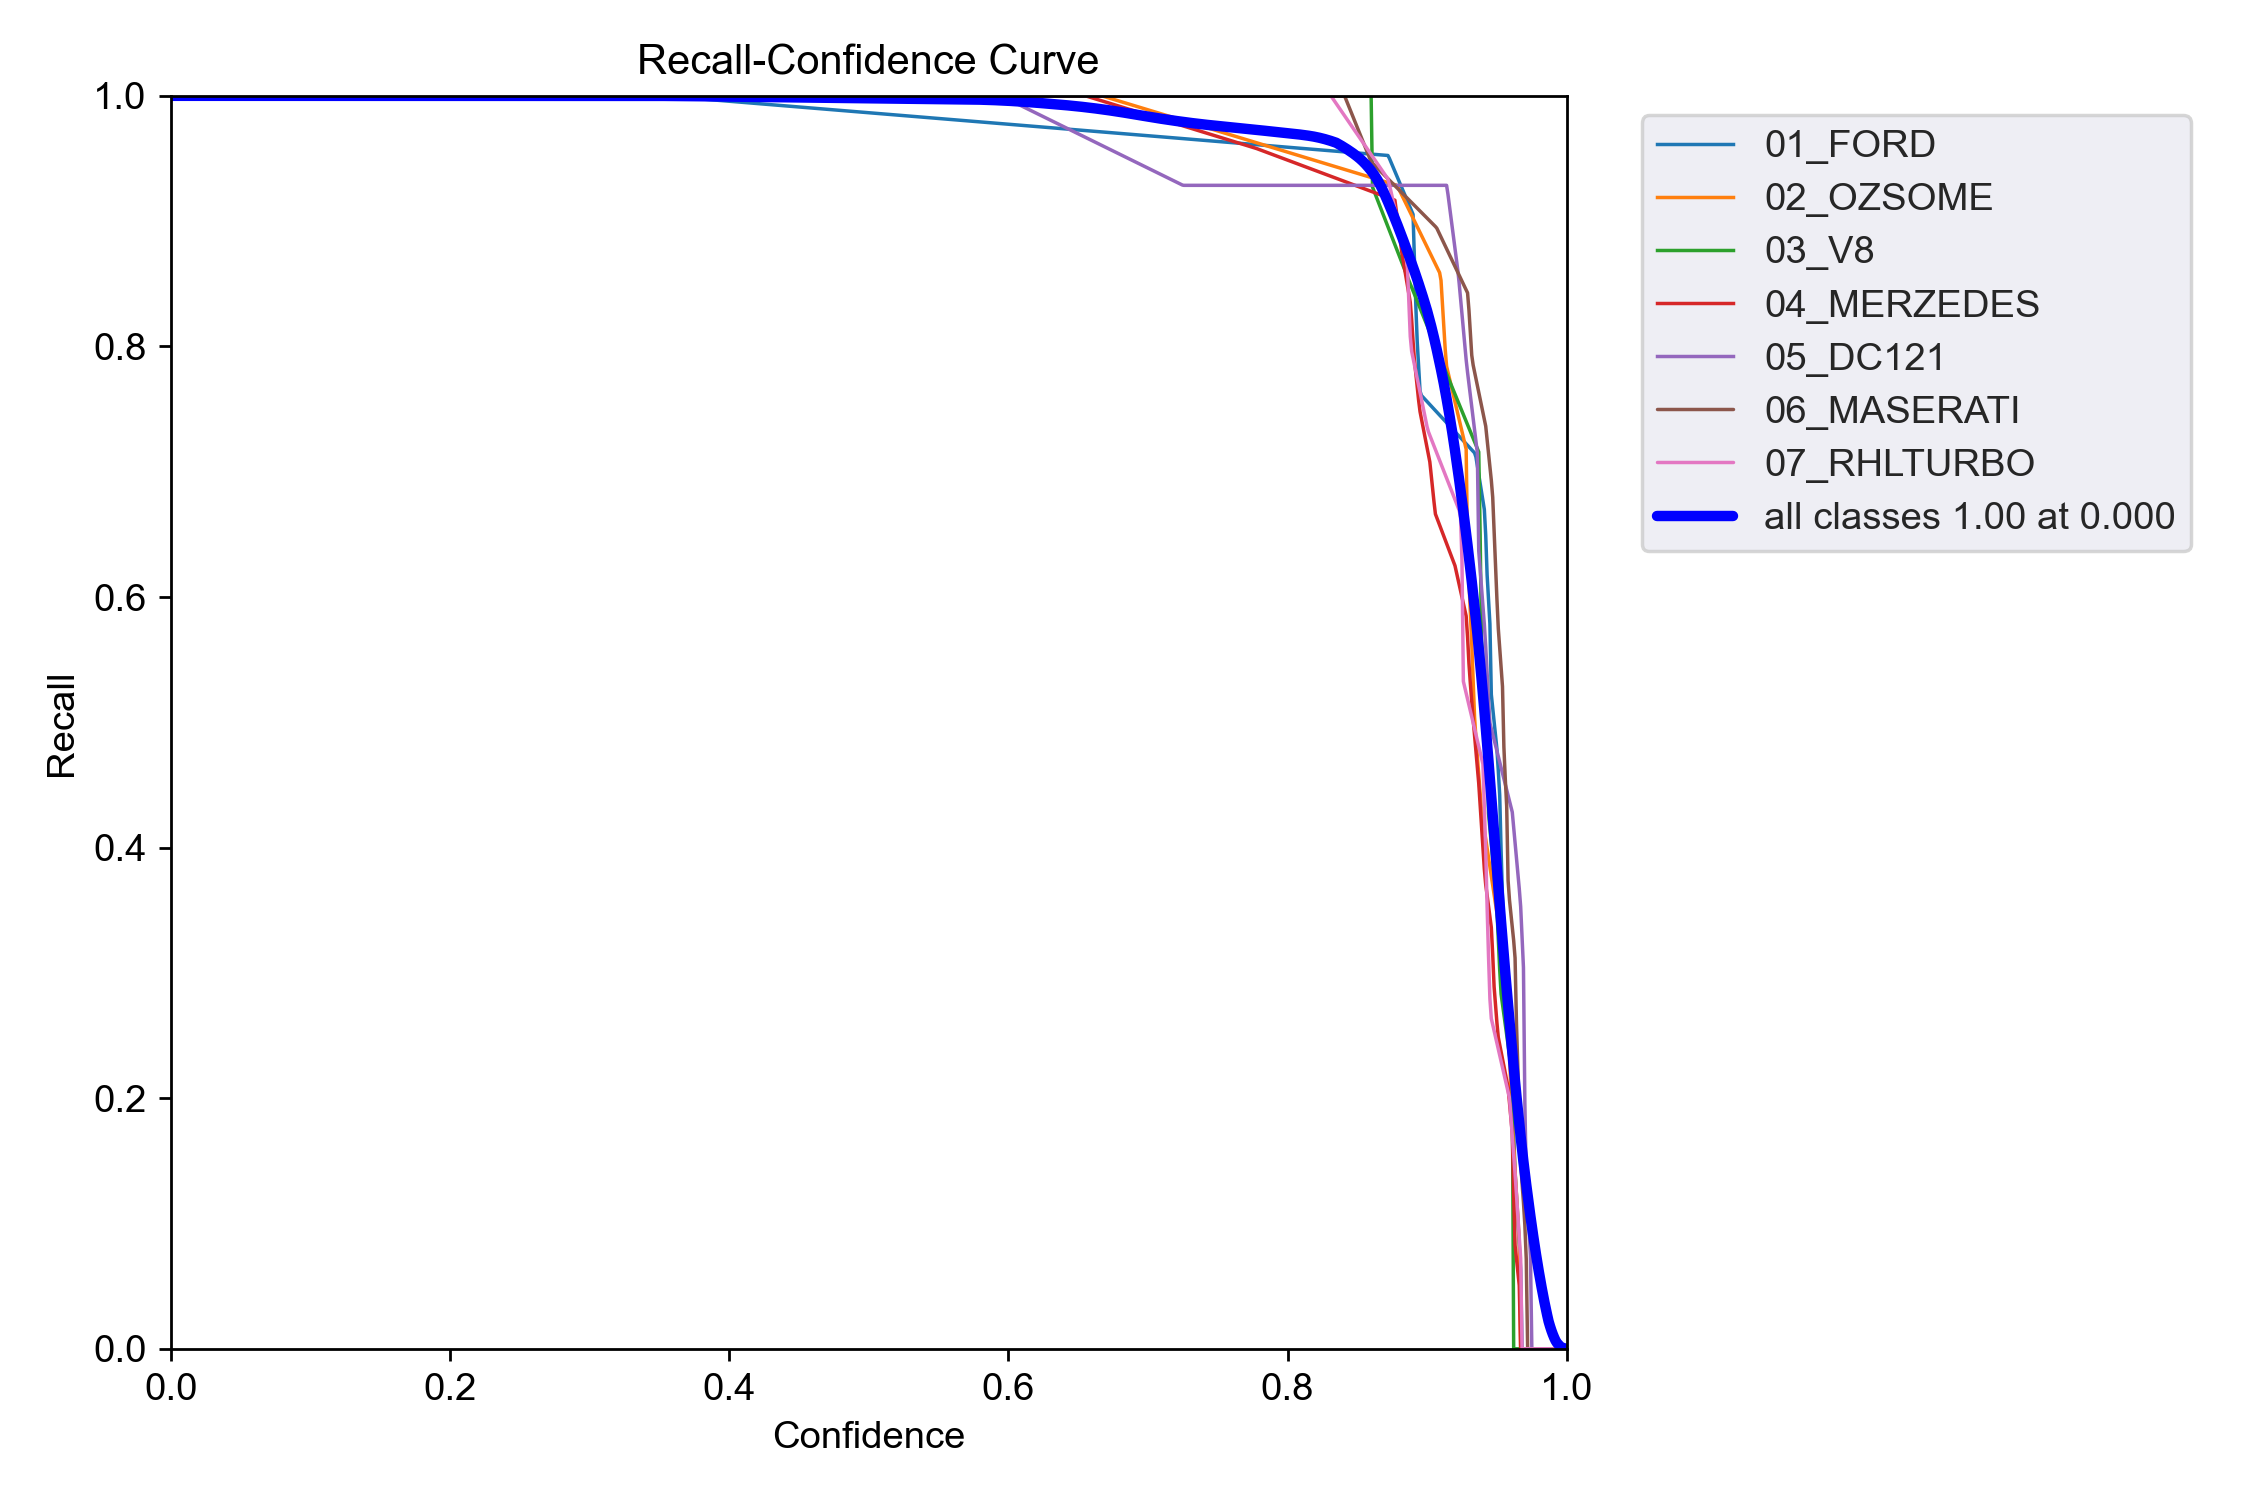 Recall-Confidence Curve
1.0
0.8
0.6
0.4
0.2
0.0
Recall
0.0 0.2 0.4 0.6 0.8 1.0
Confidence
01_FORD
02_OZSOME
03_V8
04_MERZEDES
05_DC121
06_MASERATI
07_RHLTURBO
all classes 1.00 at 0.000